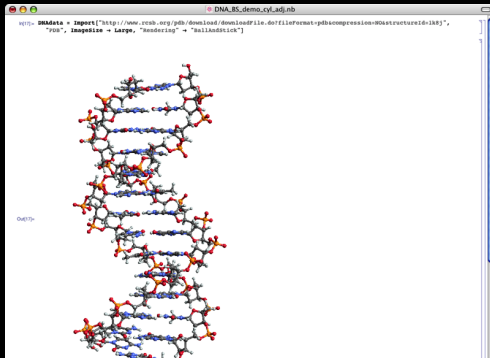 DNA_BS_demo_cyl_adj.nb
In[17]:= DNAdata = Import["http://www.rcsb.org/pdb/download/downloadFile.do?fileFormat=pdb&compression=NO&structureId=1k8j",
"PDB", ImageSize → Large, "Rendering" → "BallAndStick"]
Out[17]=